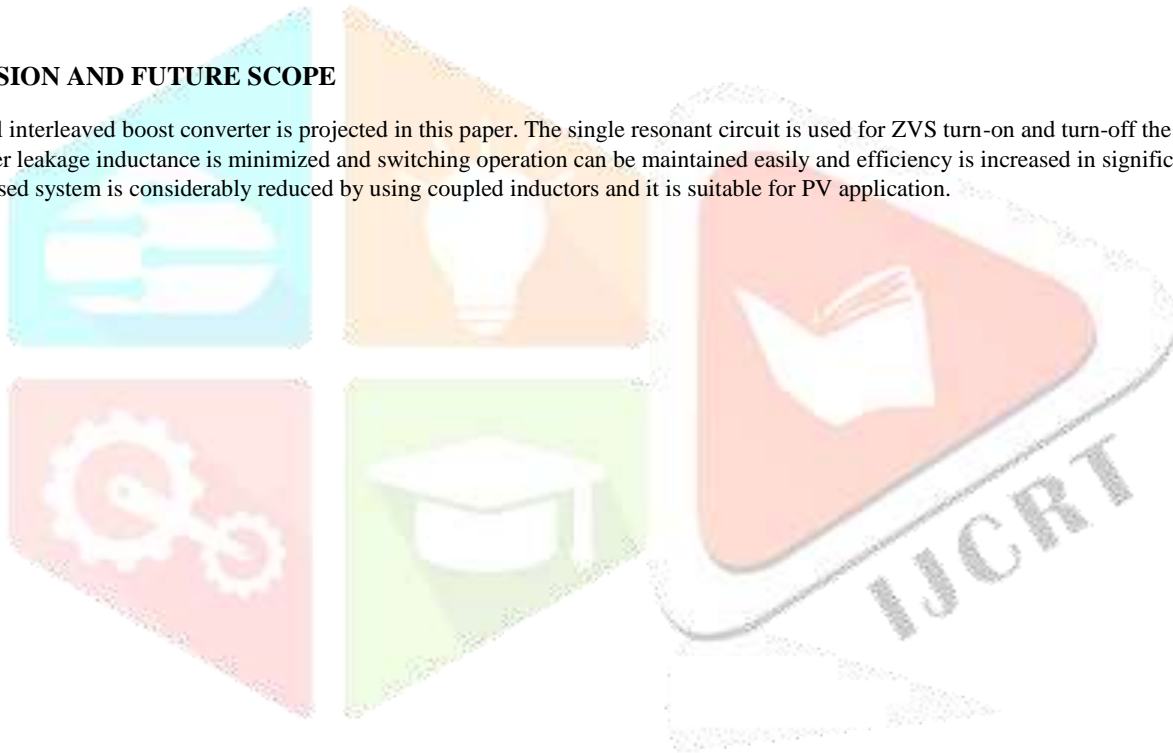 SION AND FUTURE SCOPE
l interleaved boost converter is projected in this paper. The single resonant circuit is used for ZVS turn-on and turn-off the
er leakage inductance is minimized and switching operation can be maintained easily and efficiency is increased in signific
sed system is considerably reduced by using coupled inductors and it is suitable for PV application.
IJCRT